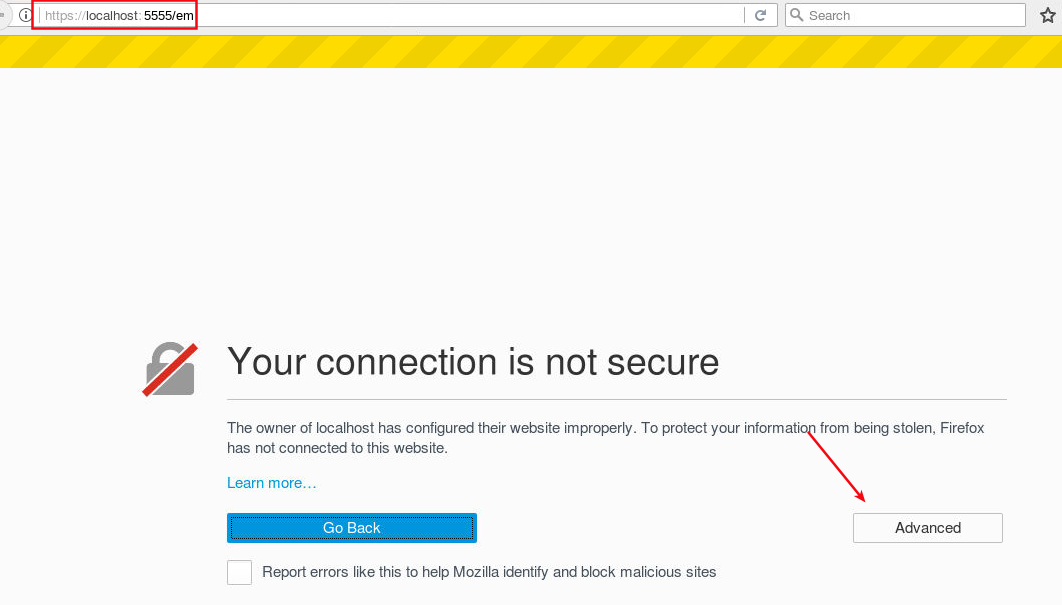 https://localhost:5555/em
Search
Your connection is not secure
The owner of localhost has configured their website improperly. To protect your information from being stolen, Firefox
has not connected to this website.
Learn more…
Go Back
Advanced
Report errors like this to help Mozilla identify and block malicious sites